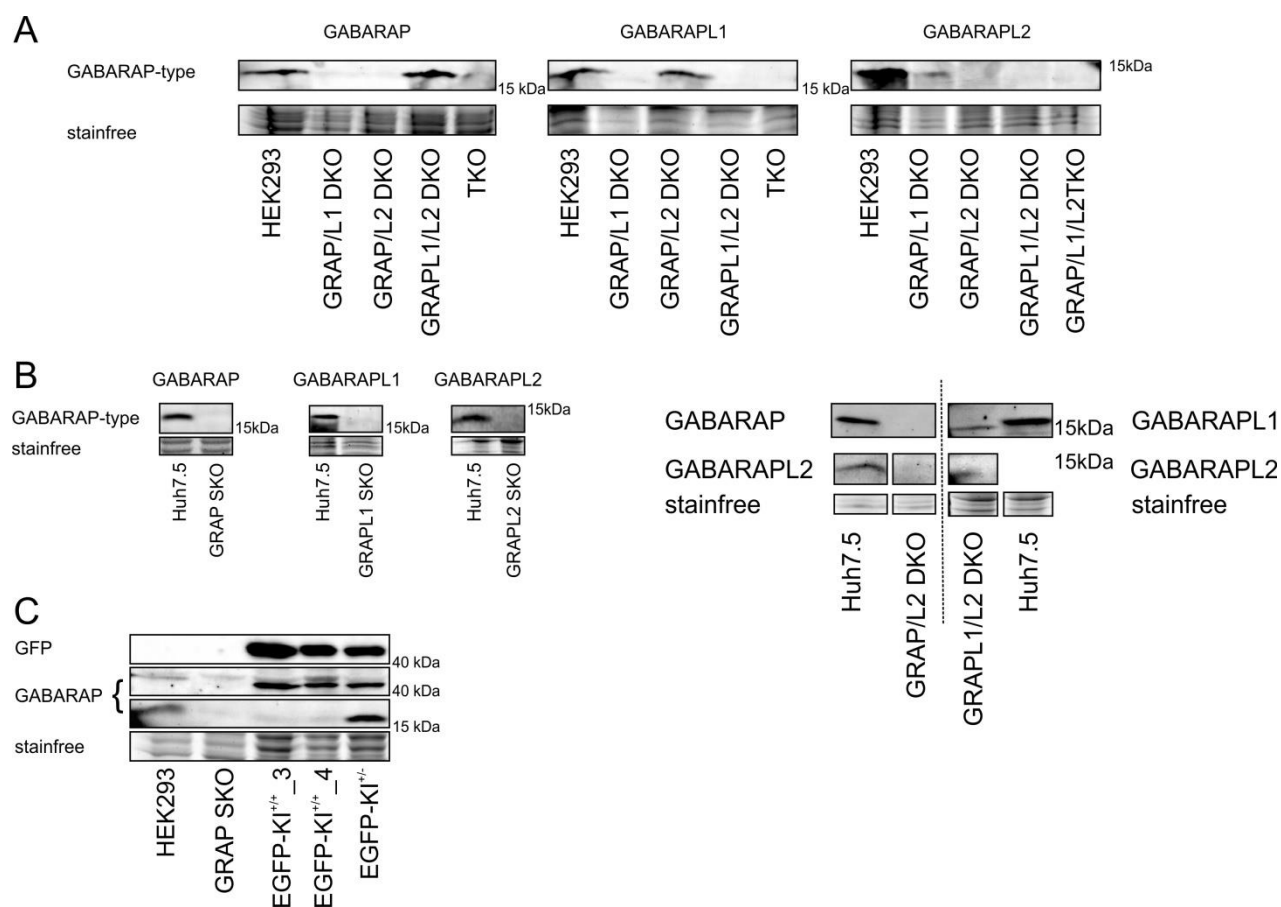 A
GABARAP GABARAPL1 GABARAPL2
GABARAP-type 15 kDa 15 kDa 15kDa
stainfree
HEK293 GRAP/L1 DKO GRAP/L2 DKO GRAPL1/L2 DKO TKO HEK293 GRAP/L1 DKO GRAP/L2 DKO GRAPL1/L2 DKO TKO HEK293 GRAP/L1 DKO GRAP/L2 DKO GRAPL1/L2 DKO GRAP/L1/L2TKO
B
GABARAP GABARAPL1 GABARAPL2
GABARAP-type 15kDa 15kDa 15kDa
stainfree
Huh7.5 GRAP SKO Huh7.5 GRAPL1 SKO Huh7.5 GRAPL2 SKO
GABARAP 15kDa GABARAPL1
GABARAPL2 15kDa GABARAPL2
stainfree stainfree
Huh7.5 GRAP/L2 DKO GRAPL1/L2 DKO Huh7.5
C
GFP 40 kDa
GABARAP { 40 kDa
15 kDa
stainfree
HEK293 GRAP SKO EGFP-KI+/+_3 EGFP-KI+/+_4 EGFP-KI+/-